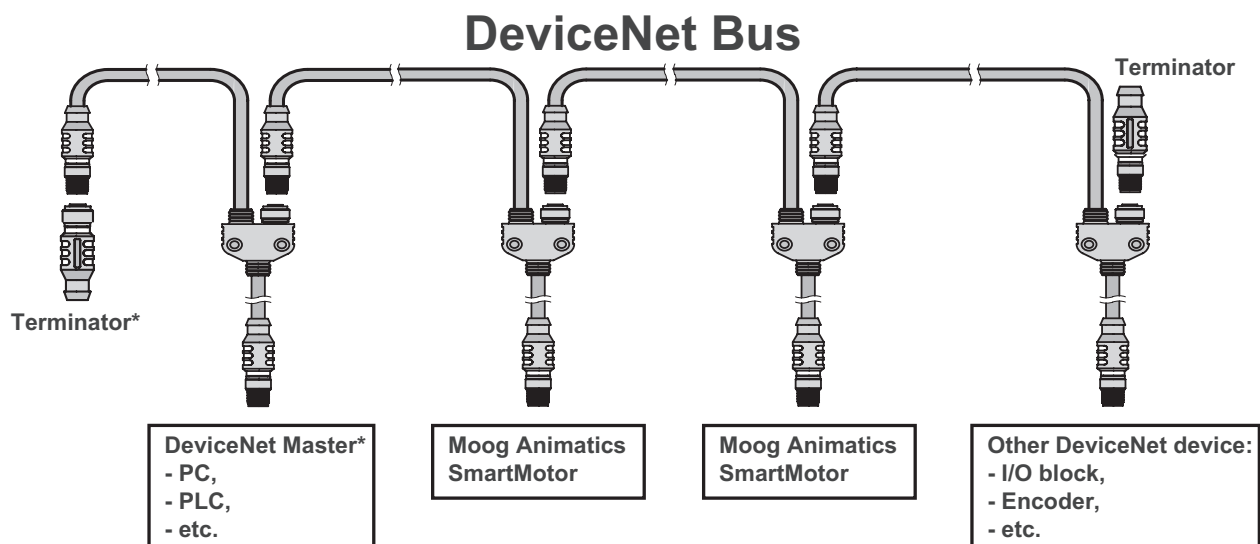 DeviceNet Bus
Terminator
Terminator*
DeviceNet Master*
- PC,
- PLC,
- etc.
Moog Animatics
SmartMotor
Moog Animatics
SmartMotor
Other DeviceNet device:
- I/O block,
- Encoder,
- etc.